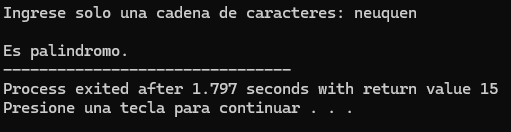 Ingrese solo una cadena de caracteres: neuquen
Es palindromo.
--------------------------------
Process exited after 1.797 seconds with return value 15
Presione una tecla para continuar . . .